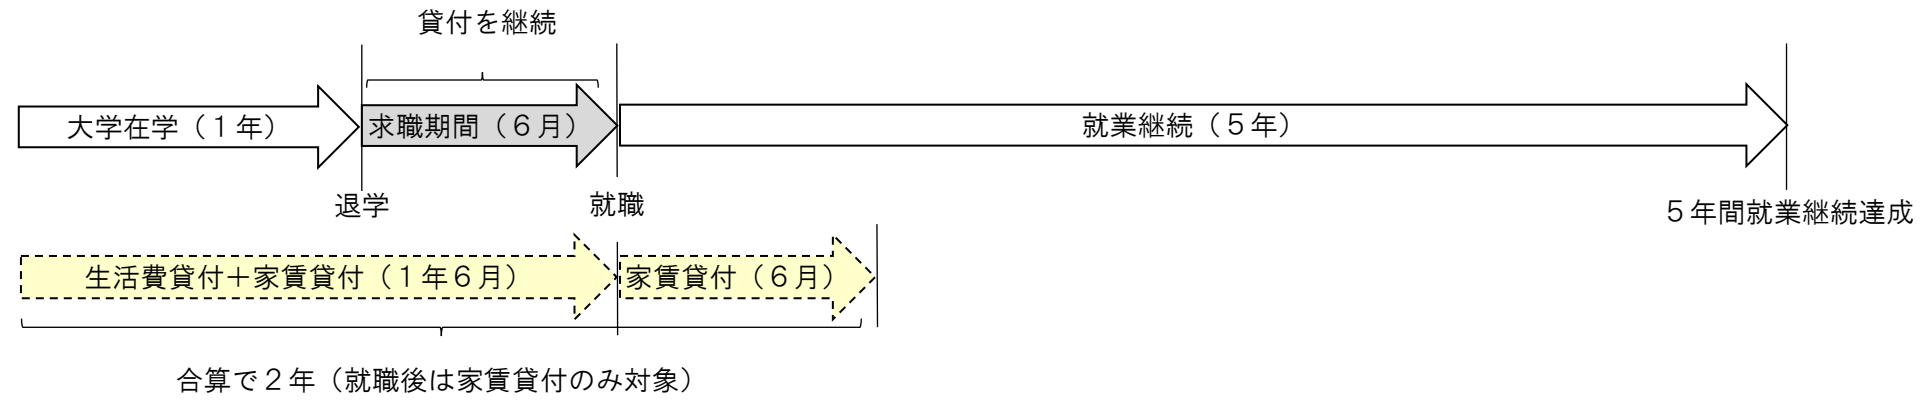 貸付を継続
大学在学（１年）
求職期間（６月）
就業継続（５年）
退学
就職
５年間就業継続達成
生活費貸付＋家賃貸付（１年６月）
家賃貸付（６月）
合算で２年（就職後は家賃貸付のみ対象）